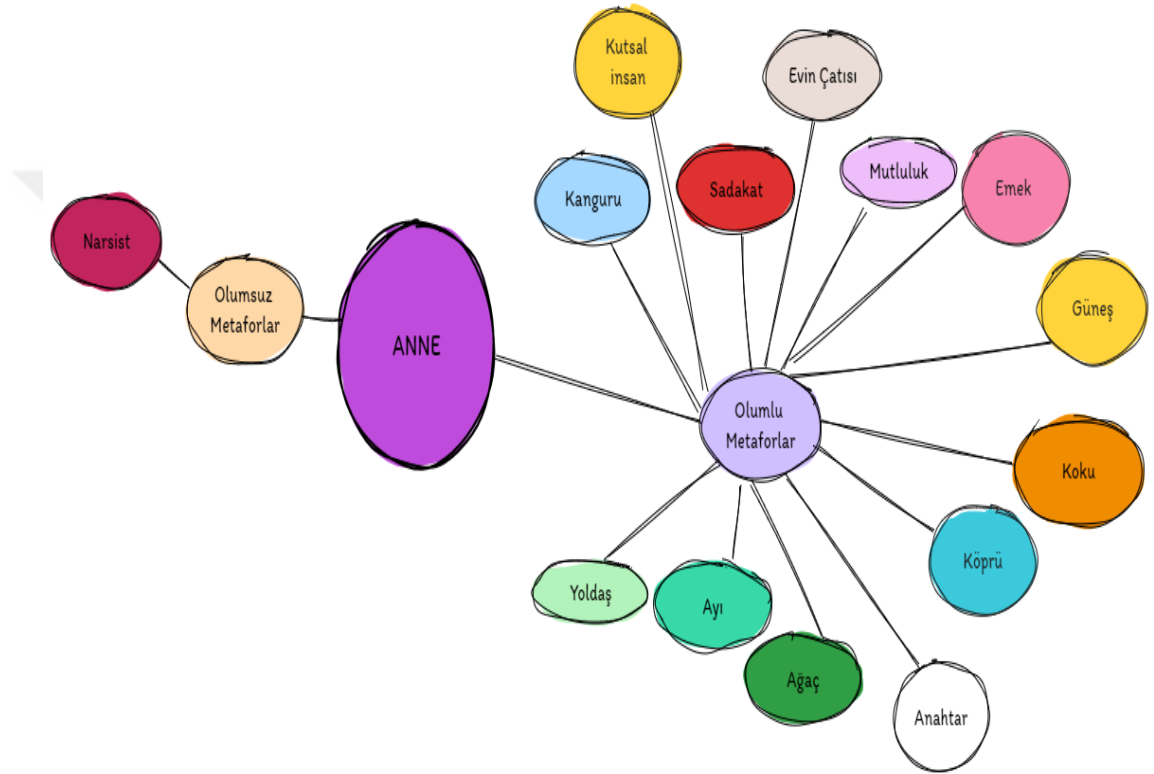 Kutsal
insan
Evin Çatısı
Kanguru
Sadakat
Mutluluk
Emek
Narsist
Olumsuz
Metaforlar
ANNE
Güneş
Olumlu
Metaforlar
Koku
Köprü
Yoldaş
Ayı
Ağaç
Anahtar